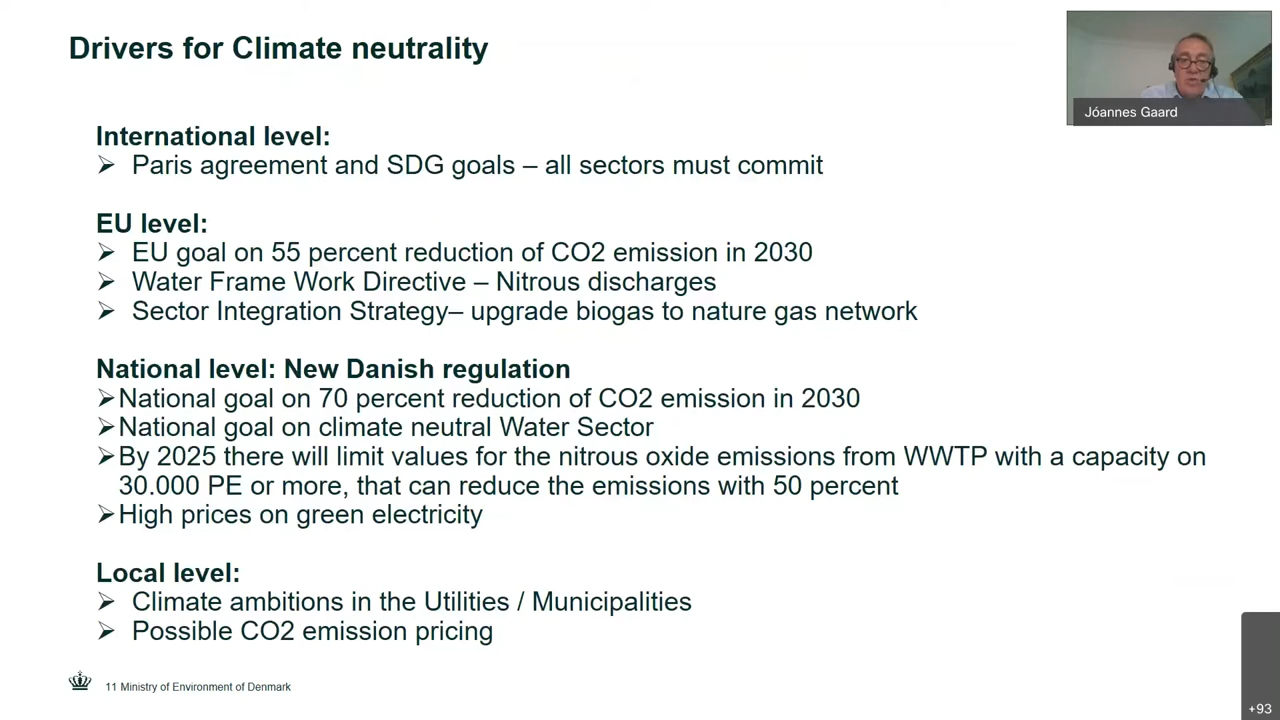 Drivers for Climate neutrality
Jóannes Gaard
International level:
➢ Paris agreement and SDG goals – all sectors must commit
EU level:
➢ EU goal on 55 percent reduction of CO2 emission in 2030
➢ Water Frame Work Directive – Nitrous discharges
➢ Sector Integration Strategy– upgrade biogas to nature gas network
National level: New Danish regulation
➢National goal on 70 percent reduction of CO2 emission in 2030
➢National goal on climate neutral Water Sector
➢By 2025 there will limit values for the nitrous oxide emissions from WWTP with a capacity on
30.000 PE or more, that can reduce the emissions with 50 percent
➢High prices on green electricity
Local level:
➢ Climate ambitions in the Utilities / Municipalities
➢ Possible CO2 emission pricing
11 Ministry of Environment of Denmark
+93